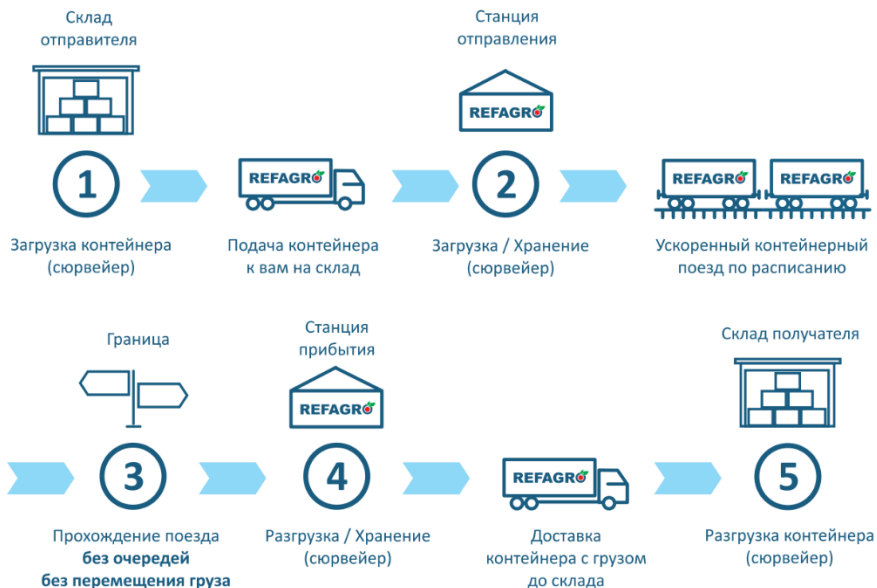 Склад
отправителя
Станция
отправления
REFAGRO
1
REFAGRO
2
REFAGRO REFAGRO
Загрузка контейнера
(сюрвейер)
Подача контейнера
к вам на склад
Загрузка / Хранение
(сюрвейер)
Ускоренный контейнерный
поезд по расписанию
Граница
Станция
прибытия
Склад получателя
REFAGRO
3
4
REFAGRO
5
Прохождение поезда
без очередей
без перемещения груза
Разгрузка / Хранение
(сюрвейер)
Доставка
контейнера с грузом
до склада
Разгрузка контейнера
(сюрвейер)